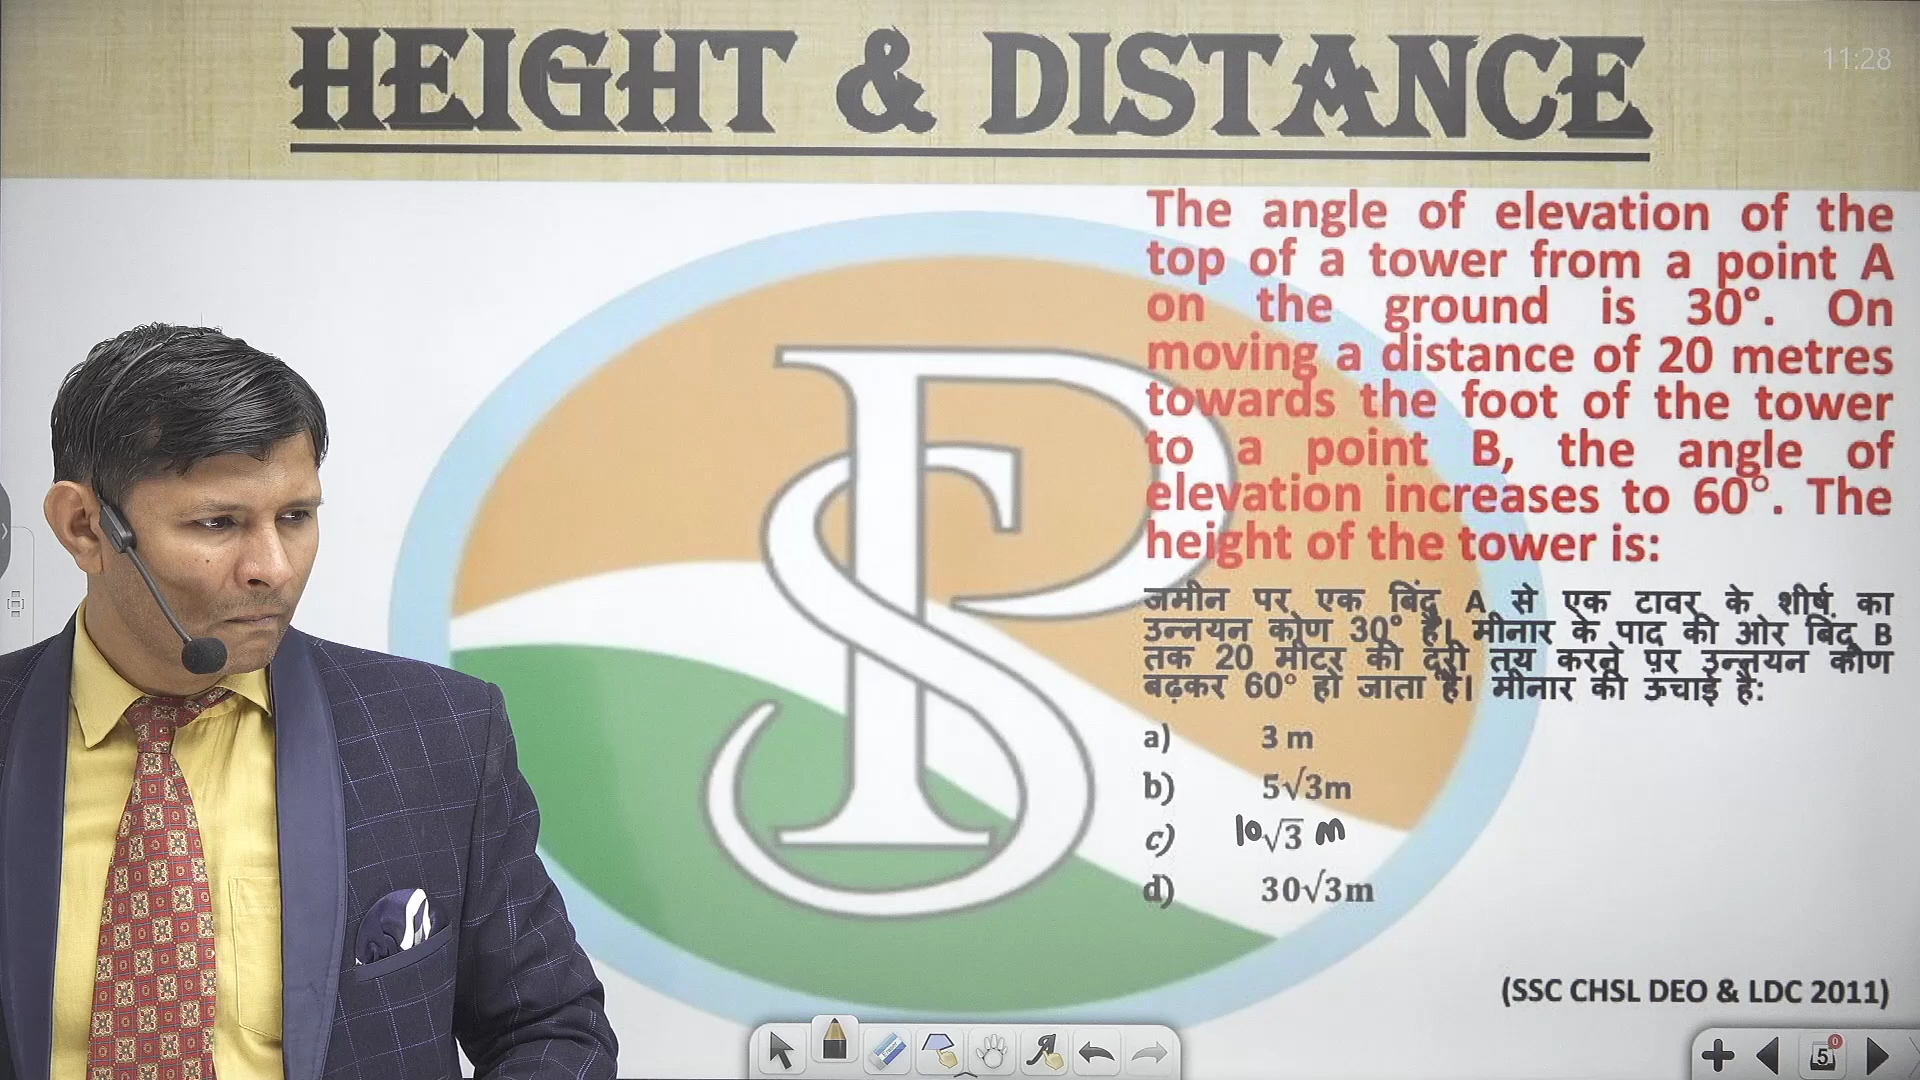 HEIGHT & DISTANCE
11:28
The angle of elevation of the
top of a tower from a point A
on the ground is 30°. On
moving a distance of 20 metres
towards the foot of the tower
to a point B, the angle of
elevation increases to 60°. The
height of the tower is:
जमीन पर एक बिंदु A से एक टावर के शीर्ष का
उन्नयन कोण 30° है। मीनार के पाद की ओर बिंदु B
तक 20 मीटर की दूरी तय करने पर उन्नयन कोण
बढ़कर 60° हो जाता है। मीनार की ऊंचाई है:
a) 3 m
b) 5√3m
c) 10√3 m
d) 30√3m
(SSC CHSL DEO & LDC 2011)
5
0